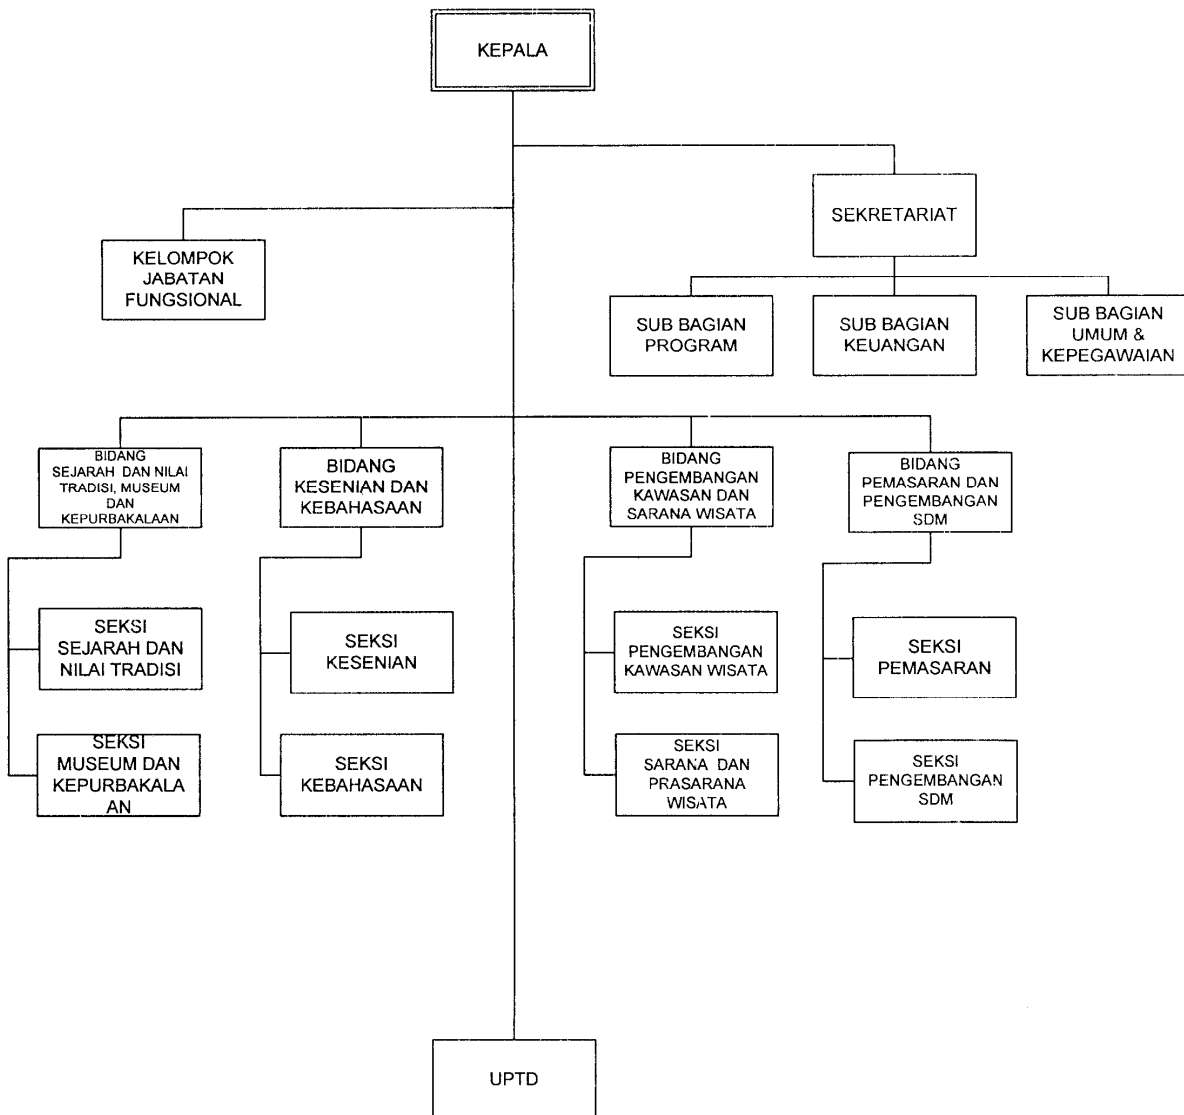 KEPALA
SEKRETARIAT
KELOMPOK
JABATAN
FUNGSIONAL
SUB BAGIAN
PROGRAM
SUB BAGIAN
KEUANGAN
SUB BAGIAN
UMUM &
KEPEGAWAIAN
BIDANG
SEJARAH DAN NILAI
TRADISI, MUSEUM
DAN
KEPURBAKALAAN
BIDANG
KESENIAN DAN
KEBAHASAAN
BIDANG
PENGEMBANGAN
KAWASAN DAN
SARANA WISATA
BIDANG
PEMASARAN DAN
PENGEMBANGAN
SDM
SEKSI
SEJARAH DAN
NILAI TRADISI
SEKSI
KESENIAN
SEKSI
PENGEMBANGAN
KAWASAN WISATA
SEKSI
PEMASARAN
SEKSI
MUSEUM DAN
KEPURBAKALA
AN
SEKSI
KEBAHASAAN
SEKSI
SARANA DAN
PRASARANA
WISATA
SEKSI
PENGEMBANGAN
SDM
UPTD